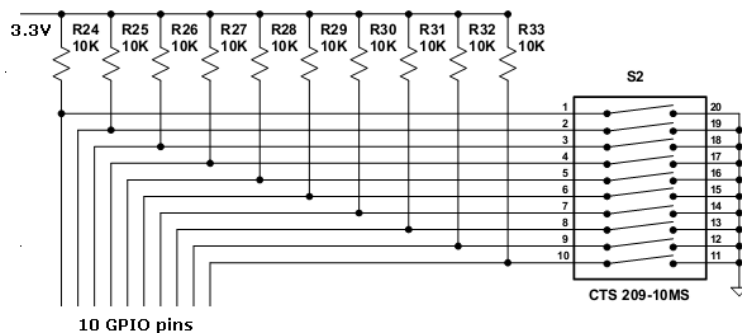 3.3V
R24 R25 R26 R27 R28 R29 R30 R31 R32 R33
10K 10K 10K 10K 10K 10K 10K 10K 10K 10K
S2
1 20
2 19
3 18
4 17
5 16
6 15
7 14
8 13
9 12
10 11
CTS 209-10MS
10 GPIO pins